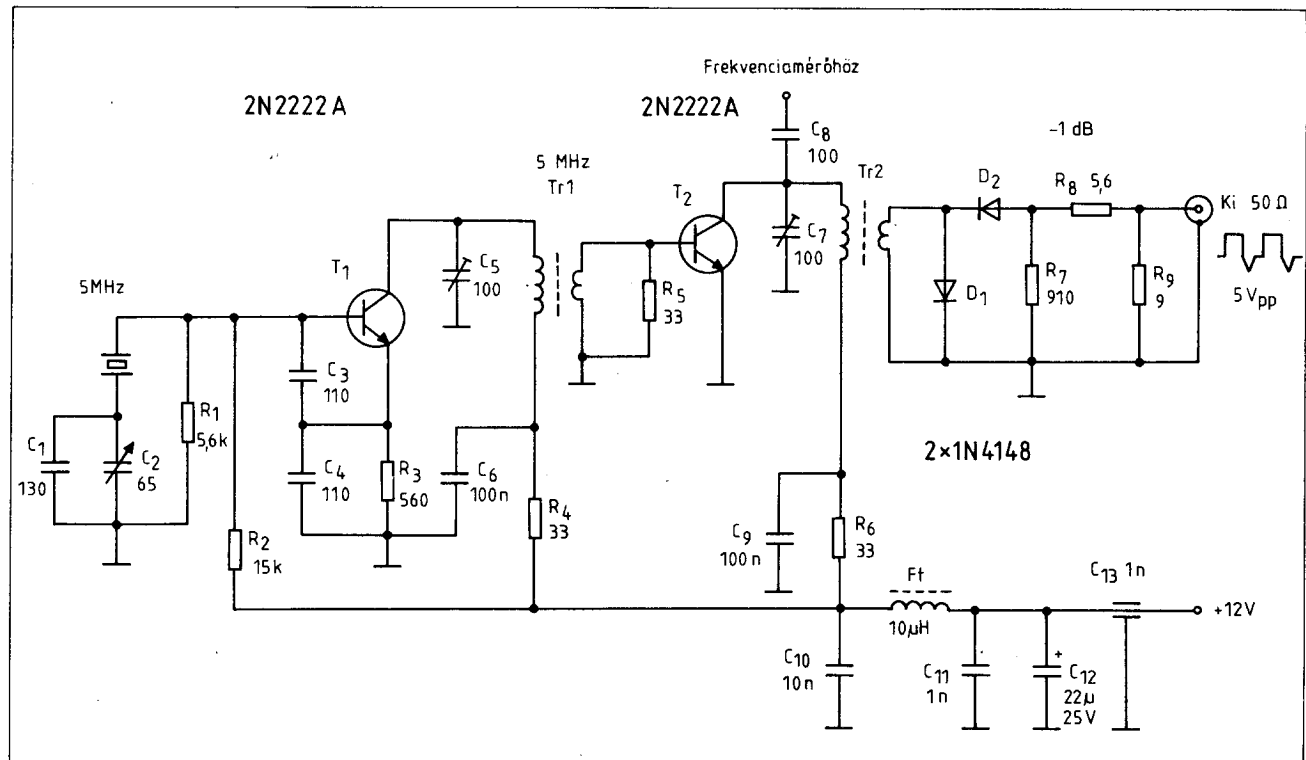 Frekvenciamérőhöz
2N2222A
2N2222A
C8
100
-1 dB
5 MHz
Tr1
T2
Tr2
D2
R8 5,6
Ki 50 Ω
C5
100
C7
100
T1
5MHz
R5
33
D1
R7
910
R9
9
5Vpp
C3
110
R1
5,6k
C1
130
C2
65
C4
110
R3
560
C6
100n
R4
33
2×1N4148
R2
15k
C9
100n
R6
33
Ft
10µH
C13 1n
+12V
C10
10n
C11
1n
+
C12
22µ
25V